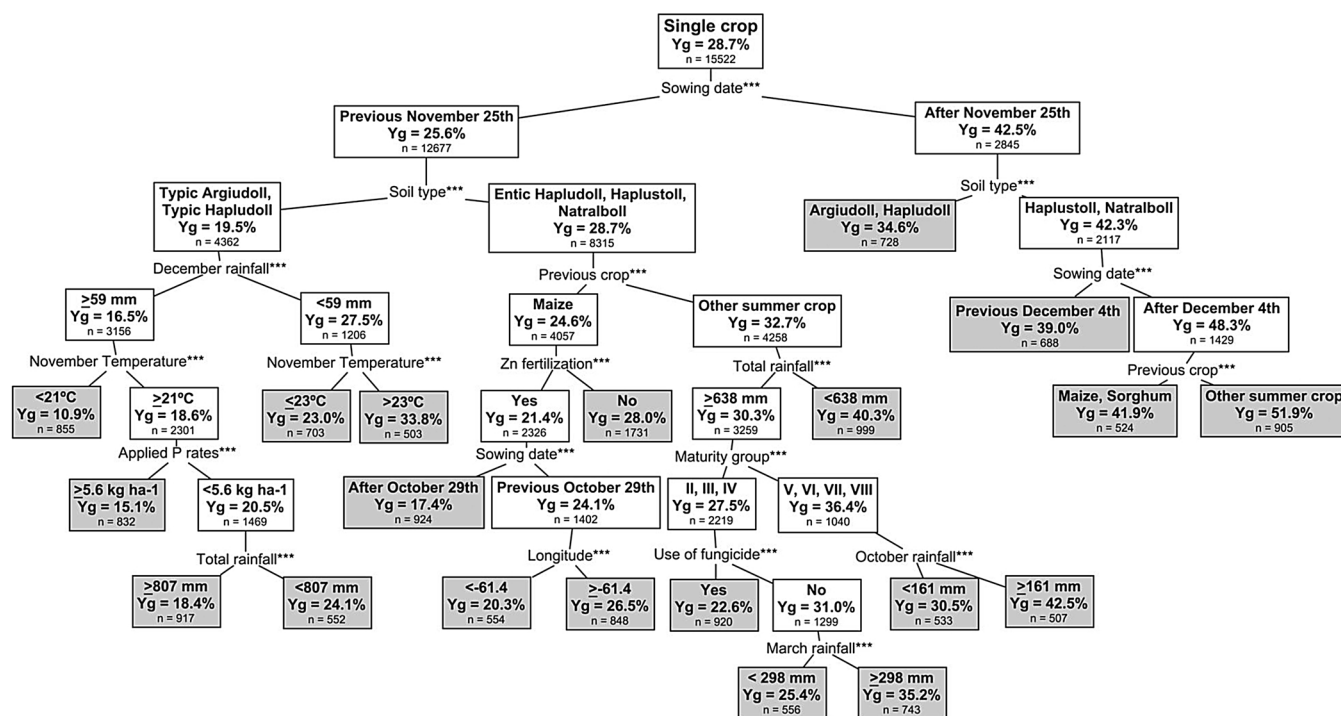 Single crop
Yg = 28.7%
n = 15522
Sowing date***
Previous November 25th
Yg = 25.6%
n = 12677
After November 25th
Yg = 42.5%
n = 2845
Soil type***
Typic Argiudoll,
Typic Hapludoll
Yg = 19.5%
n = 4362
Entic Hapludoll, Haplustoll,
Natralboll
Yg = 28.7%
n = 8315
Soil type***
Argiudoll, Hapludoll
Yg = 34.6%
n = 728
Haplustoll, Natralboll
Yg = 42.3%
n = 2117
December rainfall***
≥59 mm
Yg = 16.5%
n = 3156
<59 mm
Yg = 27.5%
n = 1206
Previous crop***
Maize
Yg = 24.6%
n = 4057
Other summer crop
Yg = 32.7%
n = 4258
Sowing date***
Previous December 4th
Yg = 39.0%
n = 688
After December 4th
Yg = 48.3%
n = 1429
November Temperature***
<21ºC
Yg = 10.9%
n = 855
≥21ºC
Yg = 18.6%
n = 2301
November Temperature***
≤23ºC
Yg = 23.0%
n = 703
>23ºC
Yg = 33.8%
n = 503
Zn fertilization***
Yes
Yg = 21.4%
n = 2326
No
Yg = 28.0%
n = 1731
Total rainfall***
≥638 mm
Yg = 30.3%
n = 3259
<638 mm
Yg = 40.3%
n = 999
Previous crop***
Maize, Sorghum
Yg = 41.9%
n = 524
Other summer crop
Yg = 51.9%
n = 905
Applied P rates***
≥5.6 kg ha-1
Yg = 15.1%
n = 832
<5.6 kg ha-1
Yg = 20.5%
n = 1469
Sowing date***
After October 29th
Yg = 17.4%
n = 924
Previous October 29th
Yg = 24.1%
n = 1402
Maturity group***
II, III, IV
Yg = 27.5%
n = 2219
V, VI, VII, VIII
Yg = 36.4%
n = 1040
Total rainfall***
≥807 mm
Yg = 18.4%
n = 917
<807 mm
Yg = 24.1%
n = 552
Longitude***
<-61.4
Yg = 20.3%
n = 554
≥-61.4
Yg = 26.5%
n = 848
Use of fungicide***
Yes
Yg = 22.6%
n = 920
No
Yg = 31.0%
n = 1299
October rainfall***
<161 mm
Yg = 30.5%
n = 533
≥161 mm
Yg = 42.5%
n = 507
March rainfall***
< 298 mm
Yg = 25.4%
n = 556
≥298 mm
Yg = 35.2%
n = 743